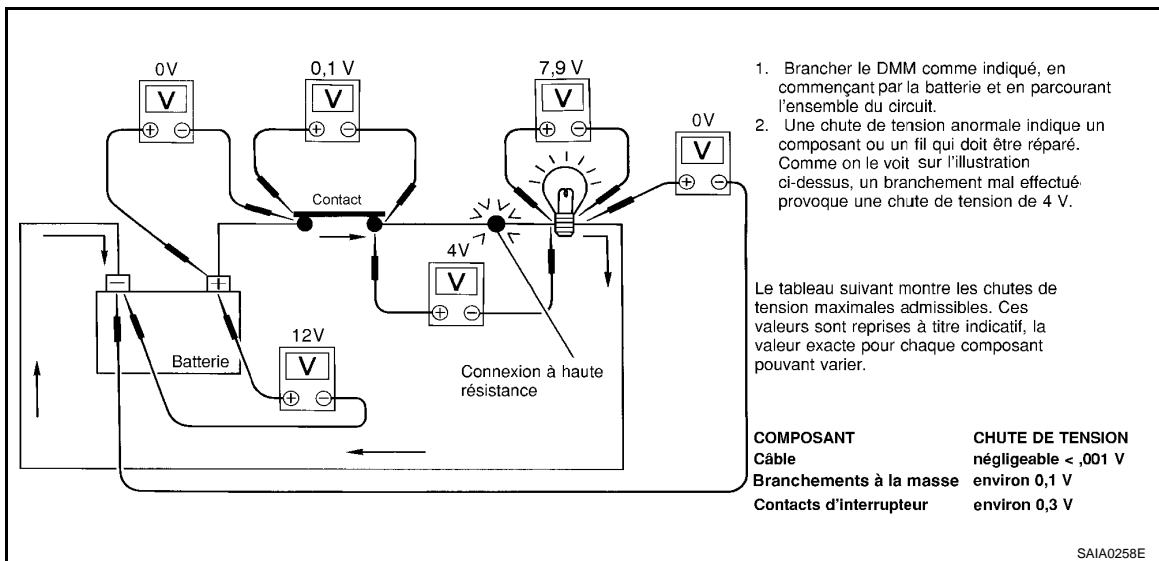 0V
0,1 V
7,9 V
0V
V
V
V
V
+ −
+ −
+ −
+ −
Contact
4V
V
+ −
− +
Batterie
12V
V
+ −
Connexion à haute
résistance
1. Brancher le DMM comme indiqué, en
commençant par la batterie et en parcourant
l'ensemble du circuit.
2. Une chute de tension anormale indique un
composant ou un fil qui doit être réparé.
Comme on le voit sur l'illustration
ci-dessus, un branchement mal effectué
provoque une chute de tension de 4 V.
Le tableau suivant montre les chutes de
tension maximales admissibles. Ces
valeurs sont reprises à titre indicatif, la
valeur exacte pour chaque composant
pouvant varier.
COMPOSANT CHUTE DE TENSION
Câble négligeable < ,001 V
Branchements à la masse environ 0,1 V
Contacts d'interrupteur environ 0,3 V
SAIA0258E